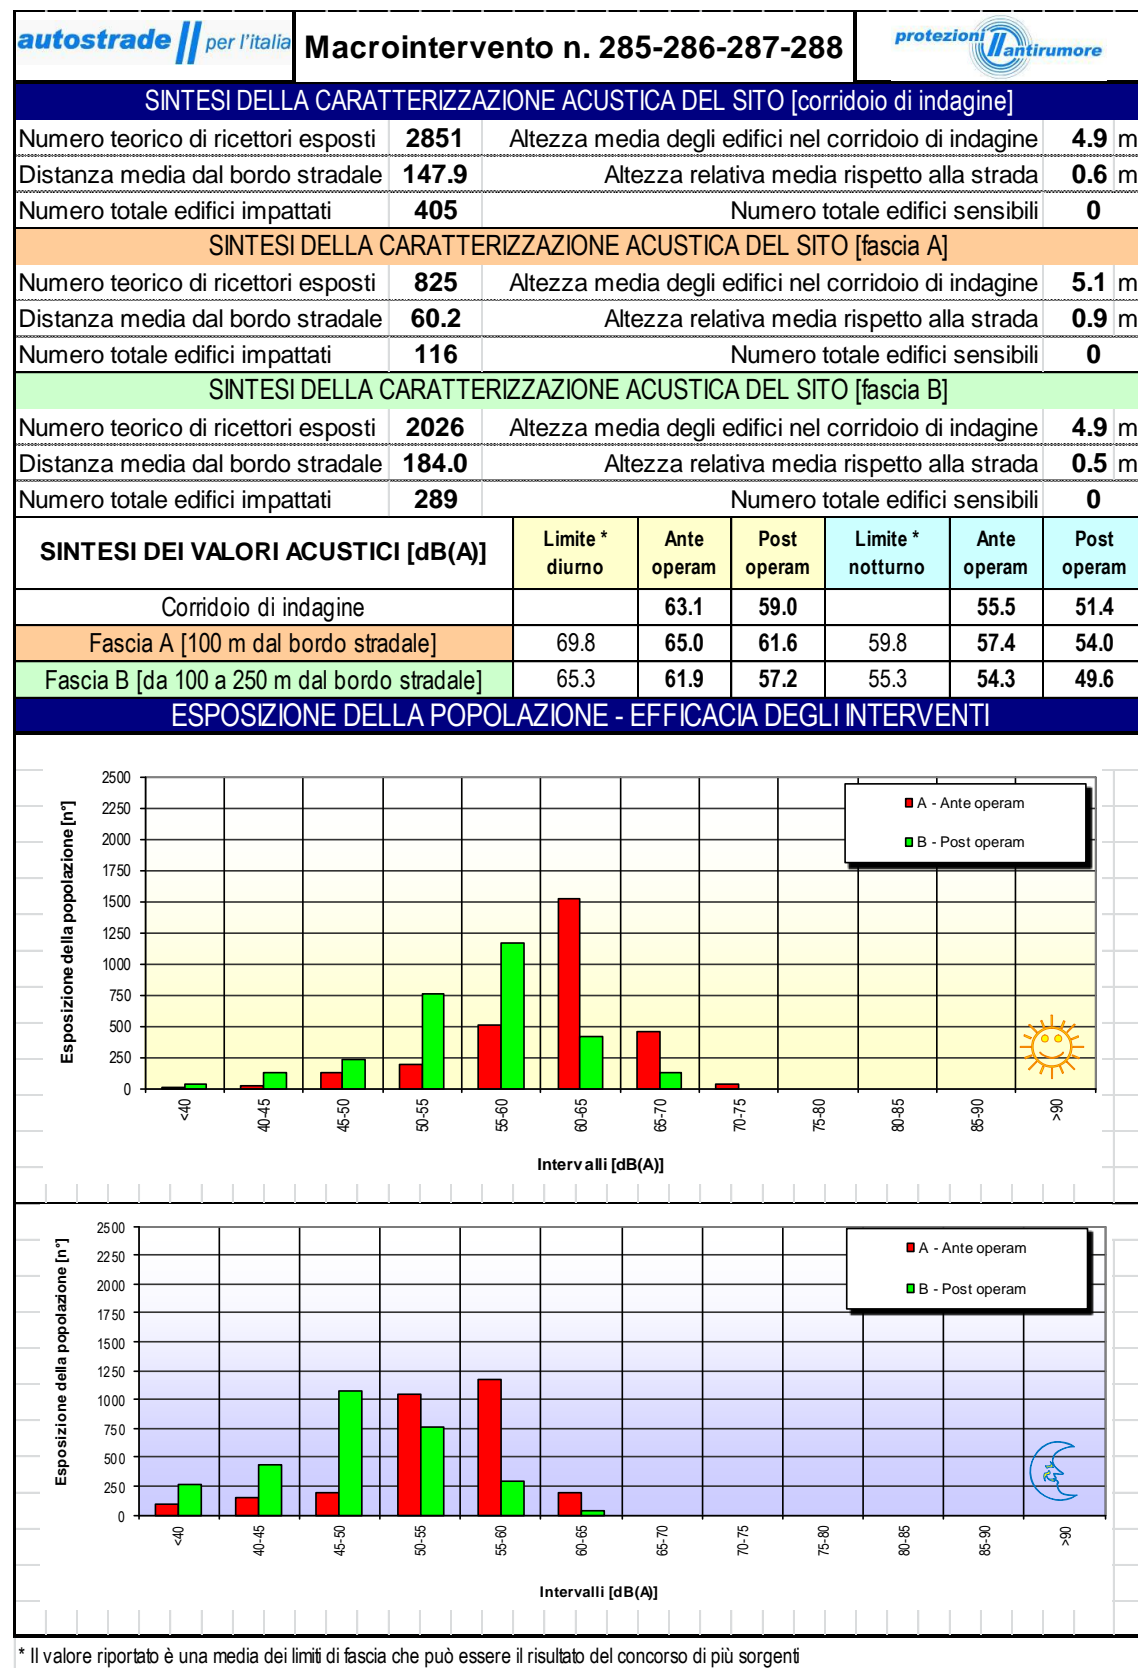 autostrade per l'italia Macrointervento n. 285-286-287-288 protezioni antirumore
SINTESI DELLA CARATTERIZZAZIONE ACUSTICA DEL SITO [corridoio di indagine]
Numero teorico di ricettori esposti 2851 Altezza media degli edifici nel corridoio di indagine 4.9 m
Distanza media dal bordo stradale 147.9 Altezza relativa media rispetto alla strada 0.6 m
Numero totale edifici impattati 405 Numero totale edifici sensibili 0
SINTESI DELLA CARATTERIZZAZIONE ACUSTICA DEL SITO [fascia A]
Numero teorico di ricettori esposti 825 Altezza media degli edifici nel corridoio di indagine 5.1 m
Distanza media dal bordo stradale 60.2 Altezza relativa media rispetto alla strada 0.9 m
Numero totale edifici impattati 116 Numero totale edifici sensibili 0
SINTESI DELLA CARATTERIZZAZIONE ACUSTICA DEL SITO [fascia B]
Numero teorico di ricettori esposti 2026 Altezza media degli edifici nel corridoio di indagine 4.9 m
Distanza media dal bordo stradale 184.0 Altezza relativa media rispetto alla strada 0.5 m
Numero totale edifici impattati 289 Numero totale edifici sensibili 0
SINTESI DEI VALORI ACUSTICI [dB(A)] Limite * diurno Ante operam Post operam Limite * notturno Ante operam Post operam
Corridoio di indagine 63.1 59.0 55.5 51.4
Fascia A [100 m dal bordo stradale] 69.8 65.0 61.6 59.8 57.4 54.0
Fascia B [da 100 a 250 m dal bordo stradale] 65.3 61.9 57.2 55.3 54.3 49.6
ESPOSIZIONE DELLA POPOLAZIONE - EFFICACIA DEGLI INTERVENTI
Esposizione della popolazione [n°]
2500
2250
2000
1750
1500
1250
1000
750
500
250
0
A - Ante operam
B - Post operam
<40 40-45 45-50 50-55 55-60 60-65 65-70 70-75 75-80 80-85 85-90 >90
Intervalli [dB(A)]
Esposizione della popolazione [n°]
2500
2250
2000
1750
1500
1250
1000
750
500
250
0
A - Ante operam
B - Post operam
<40 40-45 45-50 50-55 55-60 60-65 65-70 70-75 75-80 80-85 85-90 >90
Intervalli [dB(A)]
* Il valore riportato è una media dei limiti di fascia che può essere il risultato del concorso di più sorgenti